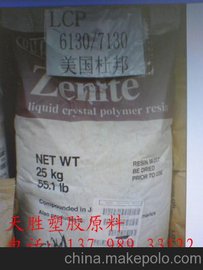 LCP
6130/7130
美国杜邦
Zenite
liquid crystal polymer resin
NET WT
25 kg
55.1 lb
RESIN MUST
BE DRIED
PRIOR TO USE
Compounded in J
天胜塑胶原料
china.makepolo.com